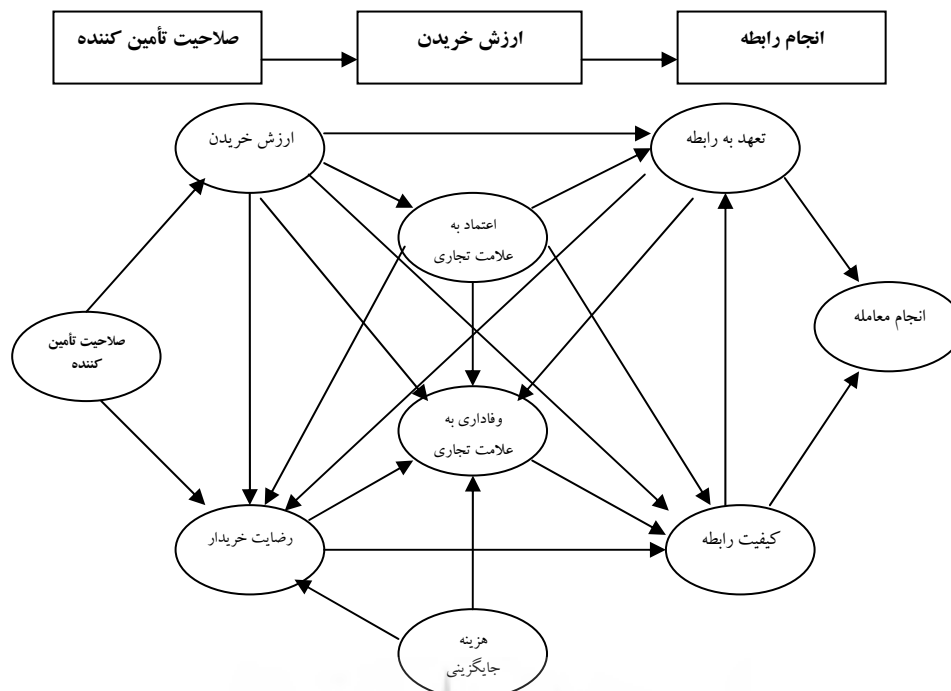 انجام رابطه
ارزش خریدن
صلاحیت تأمین کننده
تعهد به رابطه
ارزش خریدن
اعتماد به
علامت تجاری
انجام معامله
صلاحیت تأمین
کننده
وفاداری به
علامت تجاری
کیفیت رابطه
رضایت خریدار
هزینه
جایگزینی